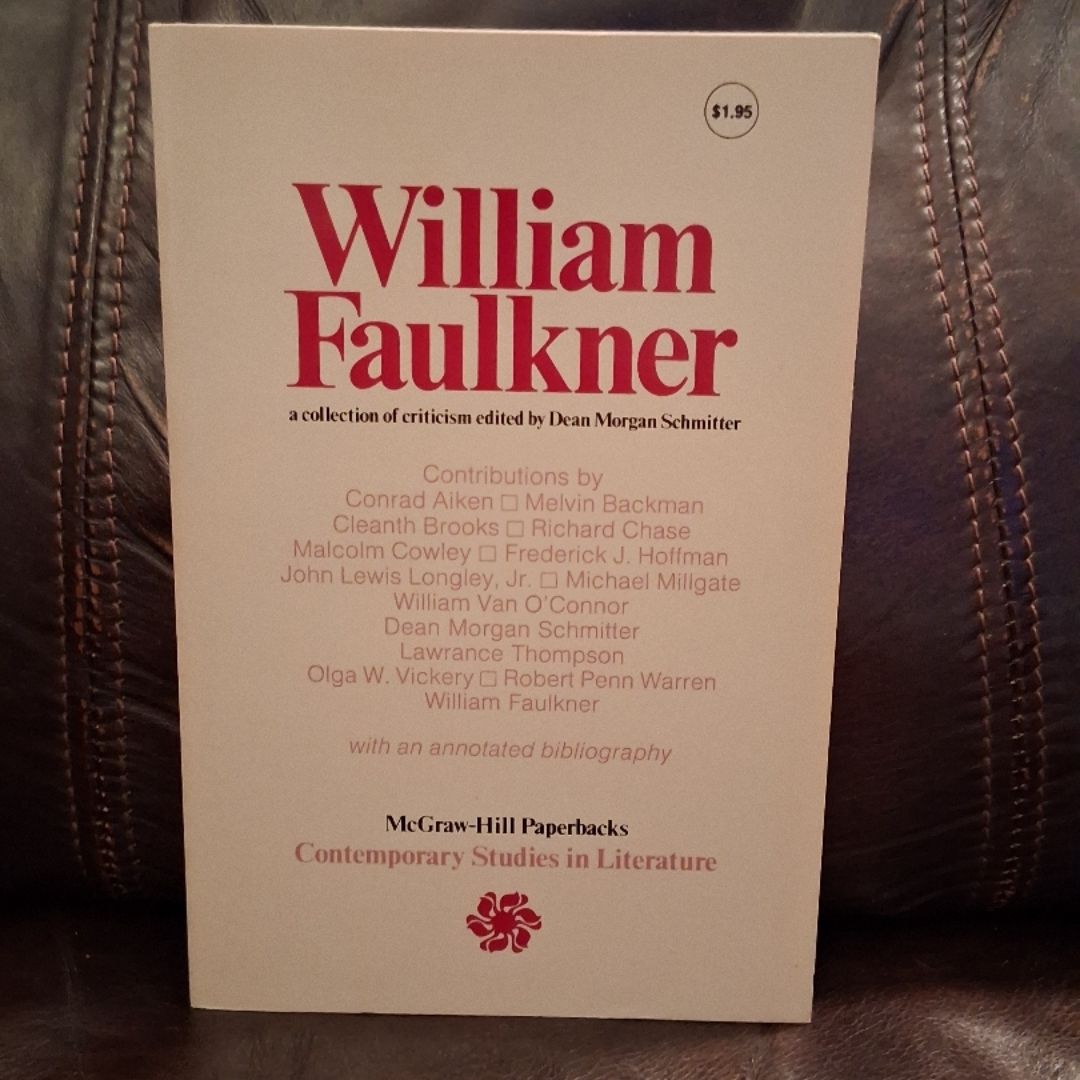 $1.95
William
Faulkner
a collection of criticism edited by Dean Morgan Schmitter
Contributions by
Conrad Aiken □ Melvin Backman
Cleanth Brooks □ Richard Chase
Malcolm Cowley □ Frederick J. Hoffman
John Lewis Longley, Jr. □ Michael Millgate
William Van O'Connor
Dean Morgan Schmitter
Lawrance Thompson
Olga W. Vickery □ Robert Penn Warren
William Faulkner
with an annotated bibliography
McGraw-Hill Paperbacks
Contemporary Studies in Literature